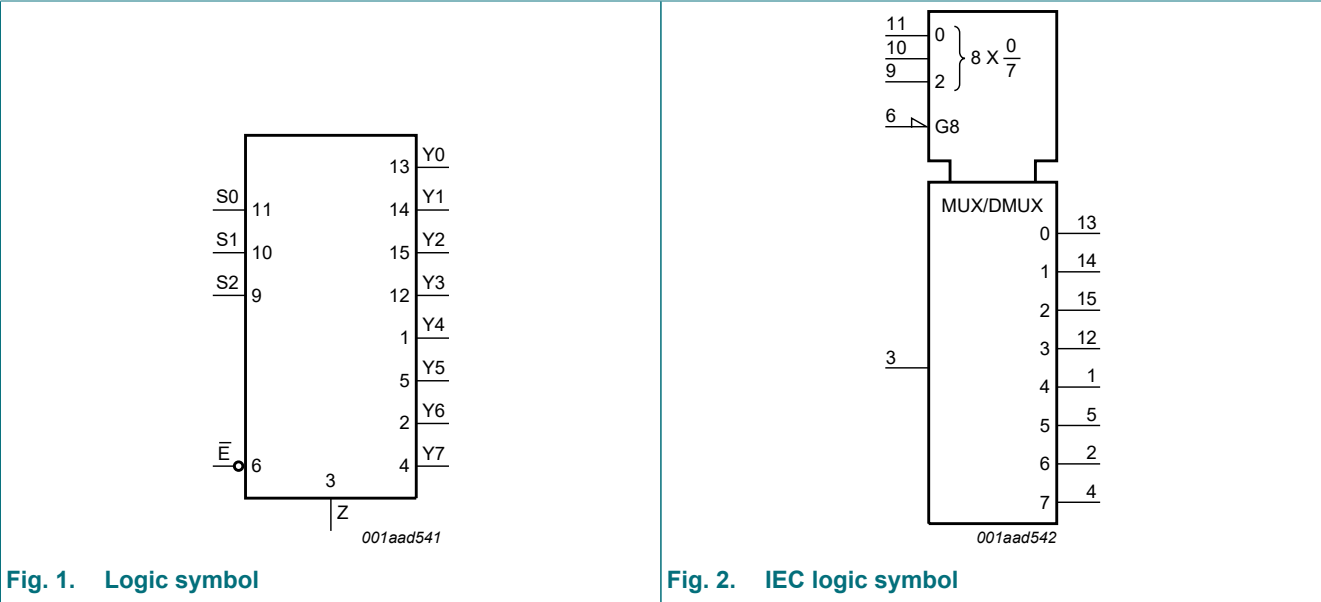 S0 11
S1 10
S2 9
E̅ 6
13 Y0
14 Y1
15 Y2
12 Y3
1 Y4
5 Y5
2 Y6
4 Y7
3
Z
001aad541
Fig. 1. Logic symbol
11 0
10
9 2
8 X 0/7
6 G8
MUX/DMUX
0 13
1 14
2 15
3 12
4 1
5 5
6 2
7 4
3
001aad542
Fig. 2. IEC logic symbol